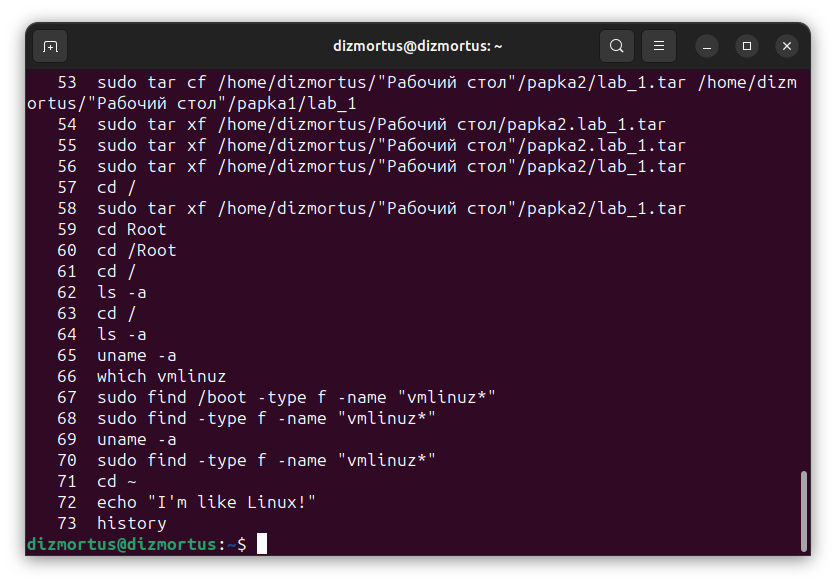 dizmortus@dizmortus: ~
53  sudo tar cf /home/dizmortus/"Рабочий стол"/papka2/lab_1.tar /home/dizm
ortus/"Рабочий стол"/papka1/lab_1
54  sudo tar xf /home/dizmortus/Рабочий стол/papka2.lab_1.tar
55  sudo tar xf /home/dizmortus/"Рабочий стол"/papka2.lab_1.tar
56  sudo tar xf /home/dizmortus/"Рабочий стол"/papka2/lab_1.tar
57  cd /
58  sudo tar xf /home/dizmortus/"Рабочий стол"/papka2/lab_1.tar
59  cd Root
60  cd /Root
61  cd /
62  ls -a
63  cd /
64  ls -a
65  uname -a
66  which vmlinuz
67  sudo find /boot -type f -name "vmlinuz*"
68  sudo find -type f -name "vmlinuz*"
69  uname -a
70  sudo find -type f -name "vmlinuz*"
71  cd ~
72  echo "I'm like Linux!"
73  history
dizmortus@dizmortus:~$